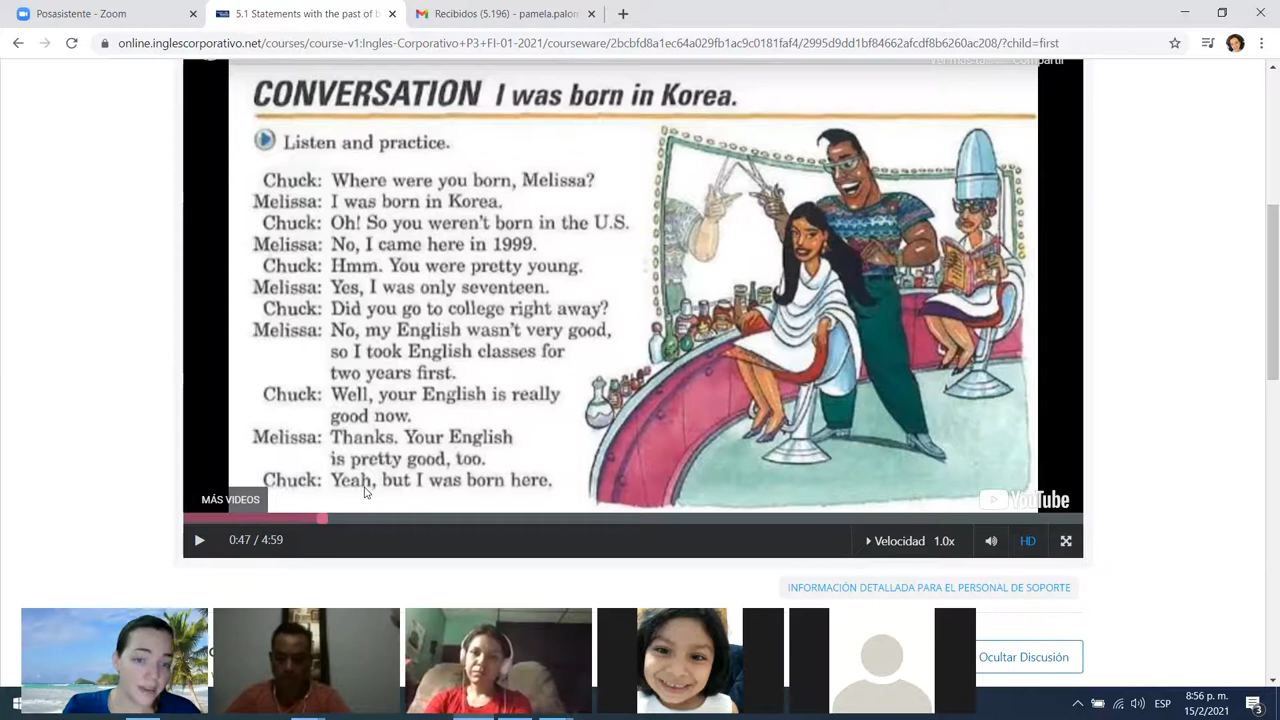 Posasistente - Zoom
5.1 Statements with the past of b
Recibidos (5.196) - pamela.palom
online.inglescorporativo.net/courses/course-v1:Ingles-Corporativo+P3+FI-01-2021/courseware/2bcbfd8a1ec64a029fb1ac9c0181faf4/2995d9dd1bf84662afcdf8b6260ac208/?child=first
CONVERSATION I was born in Korea.
Listen and practice.
Chuck: Where were you born, Melissa?
Melissa: I was born in Korea.
Chuck: Oh! So you weren't born in the U.S.
Melissa: No, I came here in 1999.
Chuck: Hmm. You were pretty young.
Melissa: Yes, I was only seventeen.
Chuck: Did you go to college right away?
Melissa: No, my English wasn't very good,
so I took English classes for
two years first.
Chuck: Well, your English is really
good now.
Melissa: Thanks. Your English
is pretty good, too.
Chuck: Yeah, but I was born here.
MÁS VIDEOS
YouTube
0:47 / 4:59
Velocidad 1.0x
HD
INFORMACIÓN DETALLADA PARA EL PERSONAL DE SOPORTE
Ocultar Discusión
ESP
8:56 p. m.
15/2/2021
3